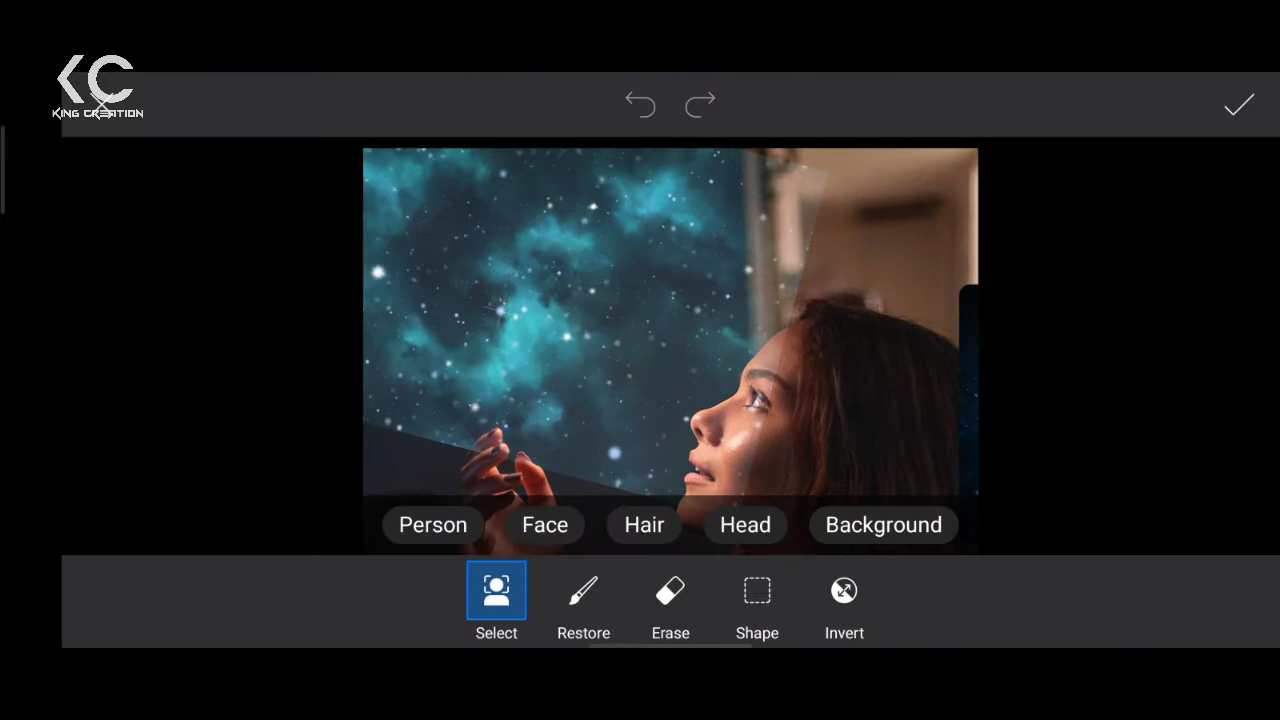 KC
KING CREATION
Person Face Hair Head Background
Select Restore Erase Shape Invert